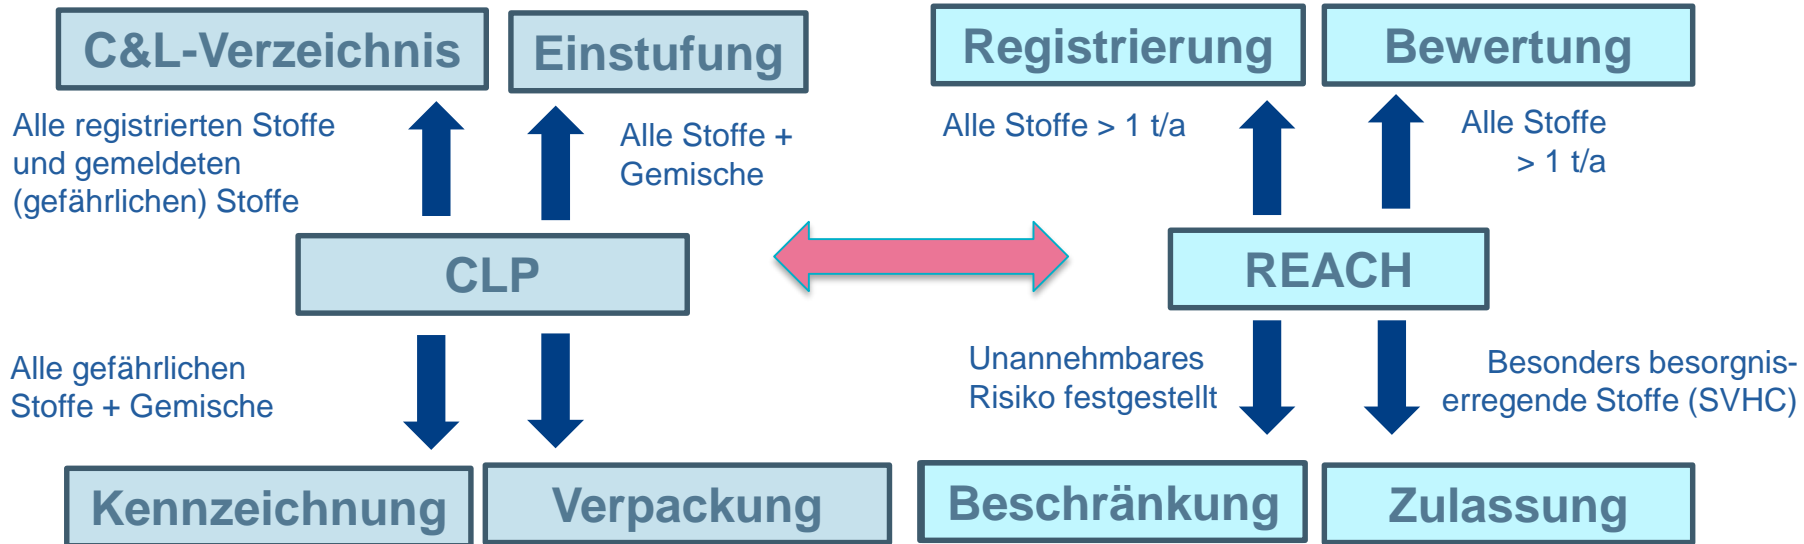 C&L-Verzeichnis
Einstufung
Alle registrierten Stoffe
und gemeldeten
(gefährlichen) Stoffe
Alle Stoffe +
Gemische
CLP
Alle gefährlichen
Stoffe + Gemische
Kennzeichnung
Verpackung
Registrierung
Bewertung
Alle Stoffe > 1 t/a
Alle Stoffe
> 1 t/a
REACH
Unannehmbares
Risiko festgestellt
Besonders besorgnis-
erregende Stoffe (SVHC)
Beschränkung
Zulassung